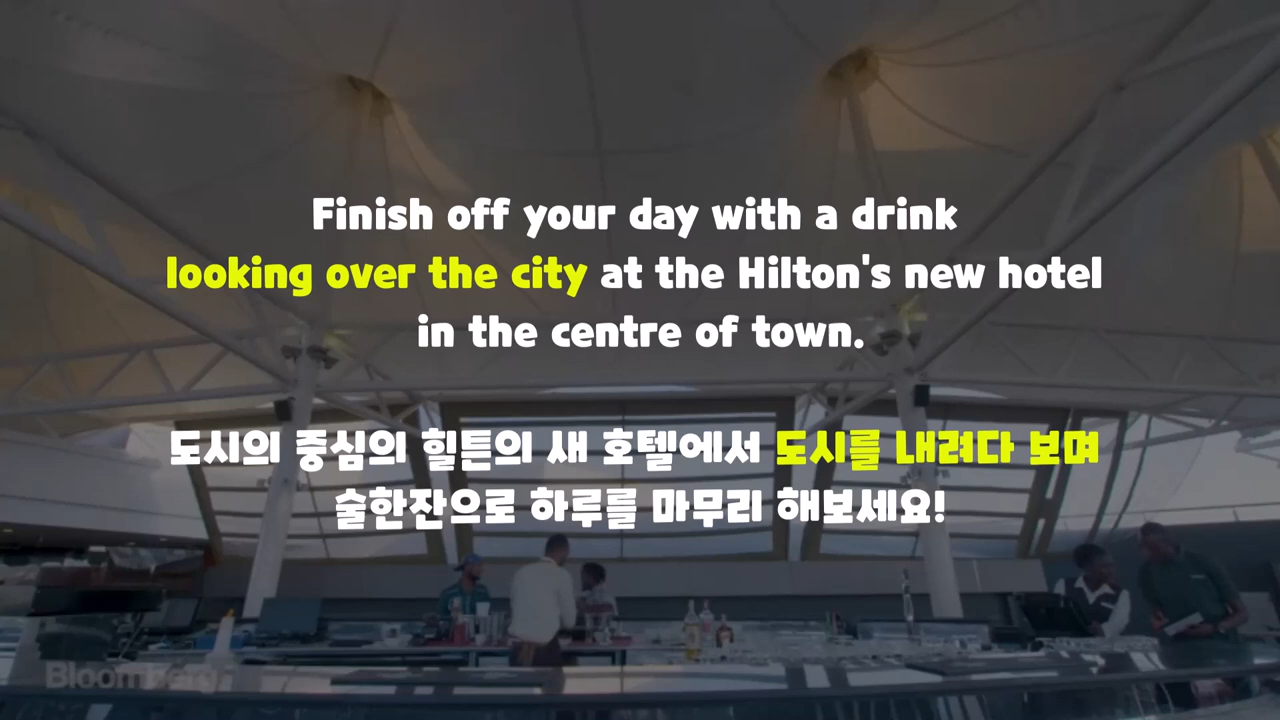 Finish off your day with a drink
looking over the city at the Hilton's new hotel
in the centre of town.
도시의 중심의 힐튼의 새 호텔에서 도시를 내려다 보며
술한잔으로 하루를 마무리 해보세요!
Bloomberg